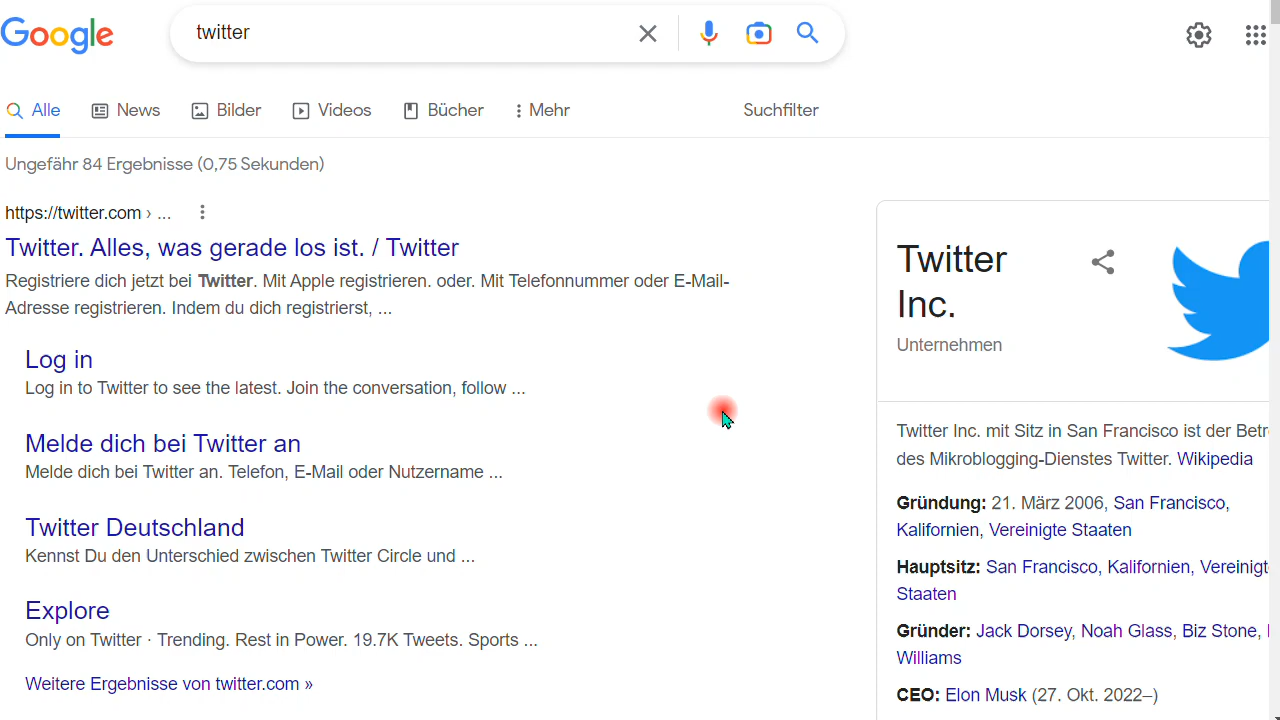 Google
twitter
Alle
News
Bilder
Videos
Bücher
Mehr
Suchfilter
Ungefähr 84 Ergebnisse (0,75 Sekunden)
https://twitter.com › ...
Twitter. Alles, was gerade los ist. / Twitter
Registriere dich jetzt bei Twitter. Mit Apple registrieren. oder. Mit Telefonnummer oder E-Mail-
Adresse registrieren. Indem du dich registrierst, ...
Log in
Log in to Twitter to see the latest. Join the conversation, follow ...
Melde dich bei Twitter an
Melde dich bei Twitter an. Telefon, E-Mail oder Nutzername ...
Twitter Deutschland
Kennst Du den Unterschied zwischen Twitter Circle und ...
Explore
Only on Twitter · Trending. Rest in Power. 19.7K Tweets. Sports ...
Weitere Ergebnisse von twitter.com »
Twitter
Inc.
Unternehmen
Twitter Inc. mit Sitz in San Francisco ist der
des Mikroblogging-Dienstes Twitter. Wikipedia
Gründung: 21. März 2006, San Francisco,
Kalifornien, Vereinigte Staaten
Hauptsitz: San Francisco, Kalifornien, Vereinigt
Staaten
Gründer: Jack Dorsey, Noah Glass, Biz Stone,
Williams
CEO: Elon Musk (27. Okt. 2022–)